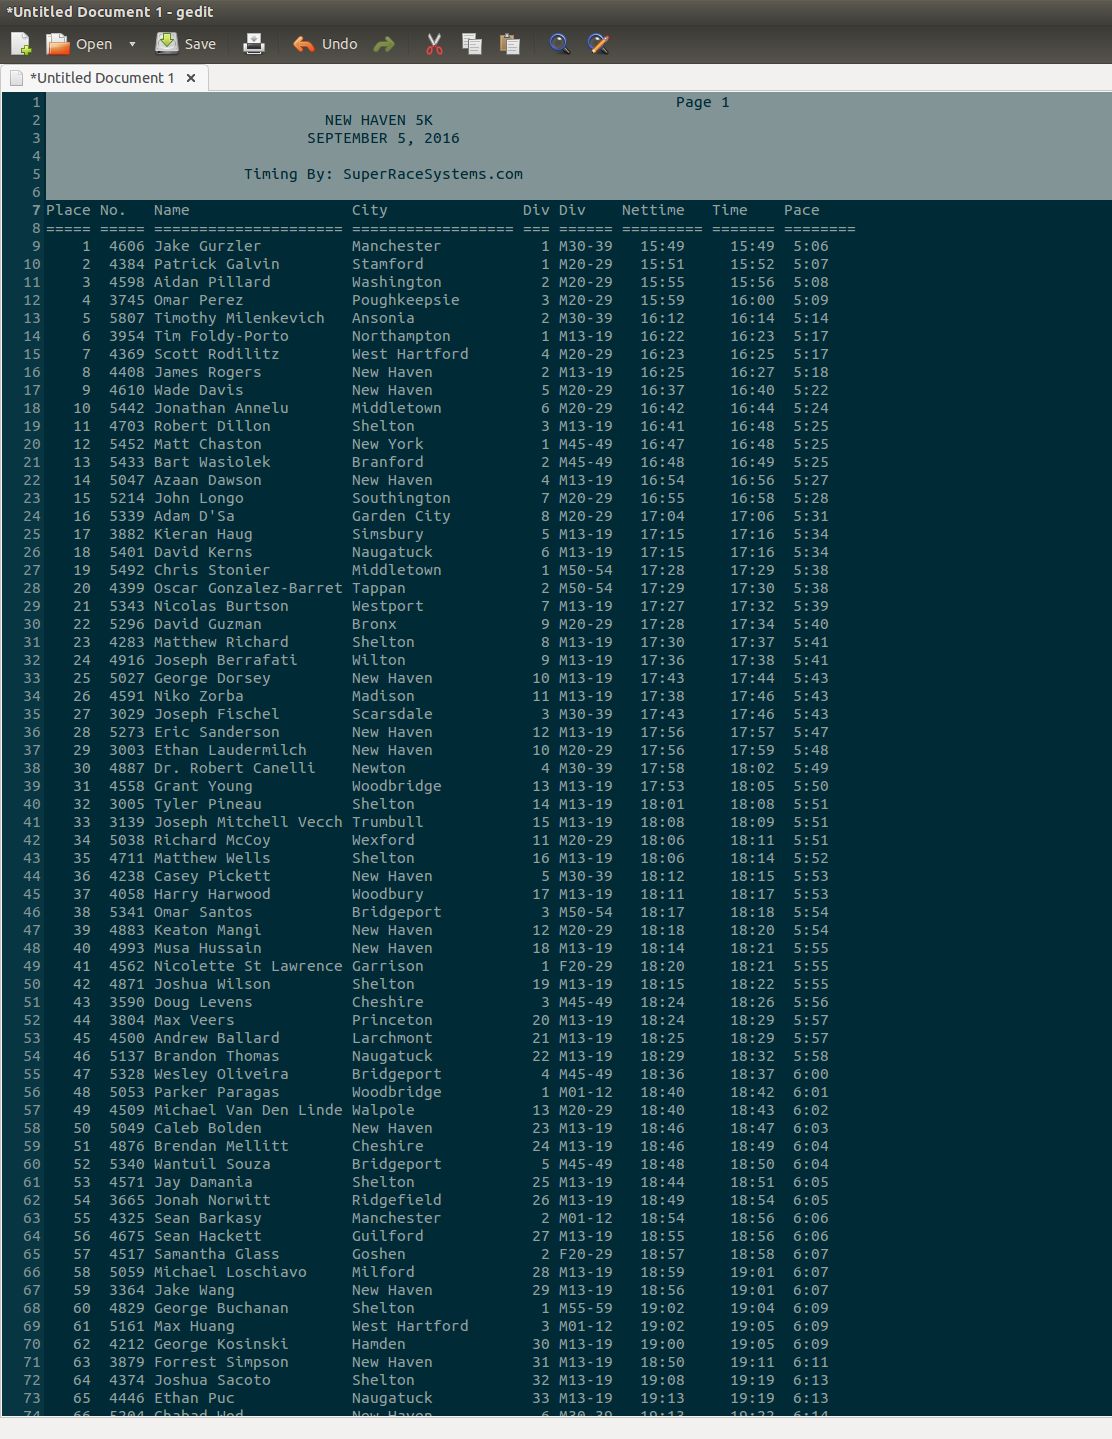 *Untitled Document 1 - gedit
Open Save Undo
*Untitled Document 1 ×
1 Page 1
2 NEW HAVEN 5K
3 SEPTEMBER 5, 2016
4
5 Timing By: SuperRaceSystems.com
6
7 Place No. Name City Div Div Nettime Time Pace
8 ===== ===== ===================== ================== === ====== ========= ======= ========
9 1 4606 Jake Gurzler Manchester 1 M30-39 15:49 15:49 5:06
10 2 4384 Patrick Galvin Stamford 1 M20-29 15:51 15:52 5:07
11 3 4598 Aidan Pillard Washington 2 M20-29 15:55 15:56 5:08
12 4 3745 Omar Perez Poughkeepsie 3 M20-29 15:59 16:00 5:09
13 5 5807 Timothy Milenkevich Ansonia 2 M30-39 16:12 16:14 5:14
14 6 3954 Tim Foldy-Porto Northampton 1 M13-19 16:22 16:23 5:17
15 7 4369 Scott Rodilitz West Hartford 4 M20-29 16:23 16:25 5:17
16 8 4408 James Rogers New Haven 2 M13-19 16:25 16:27 5:18
17 9 4610 Wade Davis New Haven 5 M20-29 16:37 16:40 5:22
18 10 5442 Jonathan Annelu Middletown 6 M20-29 16:42 16:44 5:24
19 11 4703 Robert Dillon Shelton 3 M13-19 16:41 16:48 5:25
20 12 5452 Matt Chaston New York 1 M45-49 16:47 16:48 5:25
21 13 5433 Bart Wasiolek Branford 2 M45-49 16:48 16:49 5:25
22 14 5047 Azaan Dawson New Haven 4 M13-19 16:54 16:56 5:27
23 15 5214 John Longo Southington 7 M20-29 16:55 16:58 5:28
24 16 5339 Adam D'Sa Garden City 8 M20-29 17:04 17:06 5:31
25 17 3882 Kieran Haug Simsbury 5 M13-19 17:15 17:16 5:34
26 18 5401 David Kerns Naugatuck 6 M13-19 17:15 17:16 5:34
27 19 5492 Chris Stonier Middletown 1 M50-54 17:28 17:29 5:38
28 20 4399 Oscar Gonzalez-Barret Tappan 2 M50-54 17:29 17:30 5:38
29 21 5343 Nicolas Burtson Westport 7 M13-19 17:27 17:32 5:39
30 22 5296 David Guzman Bronx 9 M20-29 17:28 17:34 5:40
31 23 4283 Matthew Richard Shelton 8 M13-19 17:30 17:37 5:41
32 24 4916 Joseph Berrafati Wilton 9 M13-19 17:36 17:38 5:41
33 25 5027 George Dorsey New Haven 10 M13-19 17:43 17:44 5:43
34 26 4591 Niko Zorba Madison 11 M13-19 17:38 17:46 5:43
35 27 3029 Joseph Fischel Scarsdale 3 M30-39 17:43 17:46 5:43
36 28 5273 Eric Sanderson New Haven 12 M13-19 17:56 17:57 5:47
37 29 3003 Ethan Laudermilch New Haven 10 M20-29 17:56 17:59 5:48
38 30 4887 Dr. Robert Canelli Newton 4 M30-39 17:58 18:02 5:49
39 31 4558 Grant Young Woodbridge 13 M13-19 17:53 18:05 5:50
40 32 3005 Tyler Pineau Shelton 14 M13-19 18:01 18:08 5:51
41 33 3139 Joseph Mitchell Vecch Trumbull 15 M13-19 18:08 18:09 5:51
42 34 5038 Richard McCoy Wexford 11 M20-29 18:06 18:11 5:51
43 35 4711 Matthew Wells Shelton 16 M13-19 18:06 18:14 5:52
44 36 4238 Casey Pickett New Haven 5 M30-39 18:12 18:15 5:53
45 37 4058 Harry Harwood Woodbury 17 M13-19 18:11 18:17 5:53
46 38 5341 Omar Santos Bridgeport 3 M50-54 18:17 18:18 5:54
47 39 4883 Keaton Mangi New Haven 12 M20-29 18:18 18:20 5:54
48 40 4993 Musa Hussain New Haven 18 M13-19 18:14 18:21 5:55
49 41 4562 Nicolette St Lawrence Garrison 1 F20-29 18:20 18:21 5:55
50 42 4871 Joshua Wilson Shelton 19 M13-19 18:15 18:22 5:55
51 43 3590 Doug Levens Cheshire 3 M45-49 18:24 18:26 5:56
52 44 3804 Max Veers Princeton 20 M13-19 18:24 18:29 5:57
53 45 4500 Andrew Ballard Larchmont 21 M13-19 18:25 18:29 5:57
54 46 5137 Brandon Thomas Naugatuck 22 M13-19 18:29 18:32 5:58
55 47 5328 Wesley Oliveira Bridgeport 4 M45-49 18:36 18:37 6:00
56 48 5053 Parker Paragas Woodbridge 1 M01-12 18:40 18:42 6:01
57 49 4509 Michael Van Den Linde Walpole 13 M20-29 18:40 18:43 6:02
58 50 5049 Caleb Bolden New Haven 23 M13-19 18:46 18:47 6:03
59 51 4876 Brendan Mellitt Cheshire 24 M13-19 18:46 18:49 6:04
60 52 5340 Wantuil Souza Bridgeport 5 M45-49 18:48 18:50 6:04
61 53 4571 Jay Damania Shelton 25 M13-19 18:44 18:51 6:05
62 54 3665 Jonah Norwitt Ridgefield 26 M13-19 18:49 18:54 6:05
63 55 4325 Sean Barkasy Manchester 2 M01-12 18:54 18:56 6:06
64 56 4675 Sean Hackett Guilford 27 M13-19 18:55 18:56 6:06
65 57 4517 Samantha Glass Goshen 2 F20-29 18:57 18:58 6:07
66 58 5059 Michael Loschiavo Milford 28 M13-19 18:59 19:01 6:07
67 59 3364 Jake Wang New Haven 29 M13-19 18:56 19:01 6:07
68 60 4829 George Buchanan Shelton 1 M55-59 19:02 19:04 6:09
69 61 5161 Max Huang West Hartford 3 M01-12 19:02 19:05 6:09
70 62 4212 George Kosinski Hamden 30 M13-19 19:00 19:05 6:09
71 63 3879 Forrest Simpson New Haven 31 M13-19 18:50 19:11 6:11
72 64 4374 Joshua Sacoto Shelton 32 M13-19 19:08 19:19 6:13
73 65 4446 Ethan Puc Naugatuck 33 M13-19 19:13 19:19 6:13
74 66 5204 New Haven 6 M30-39 19:13 19:22 6:14